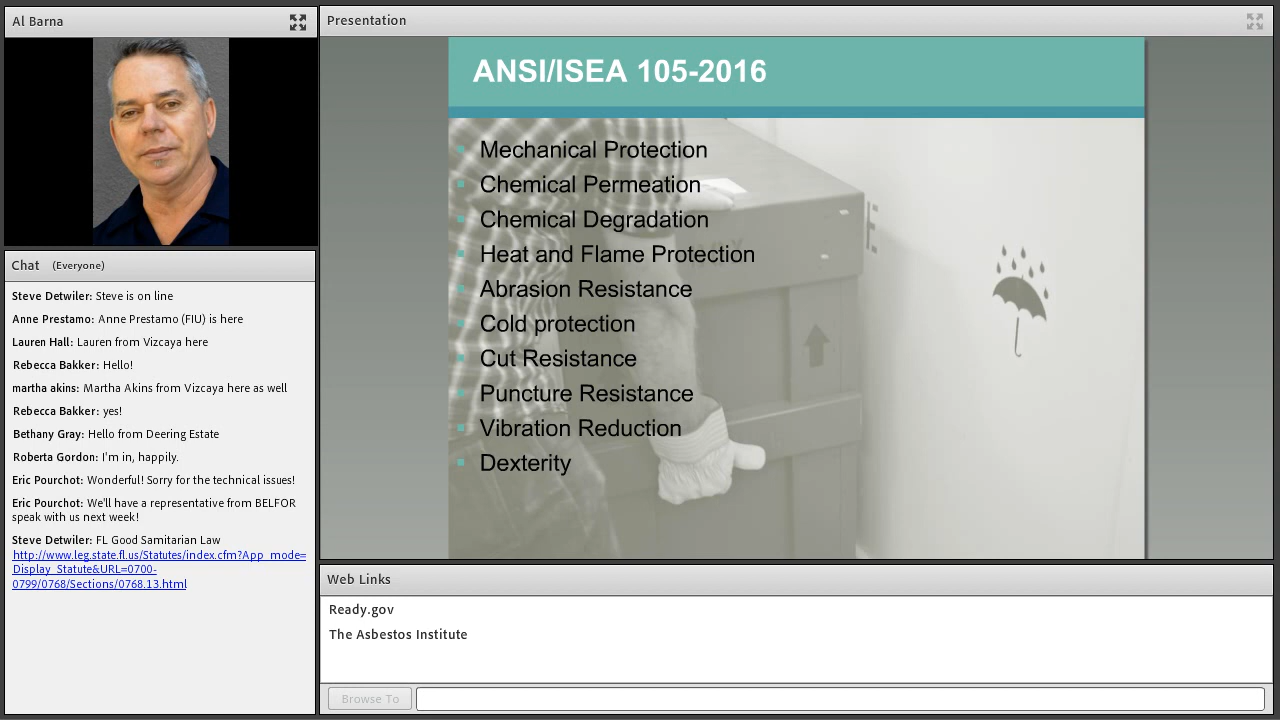 Al Barna
Presentation
ANSI/ISEA 105-2016
Mechanical Protection
Chemical Permeation
Chemical Degradation
Heat and Flame Protection
Abrasion Resistance
Cold protection
Cut Resistance
Puncture Resistance
Vibration Reduction
Dexterity
Chat (Everyone)
Steve Detwiler: Steve is on line
Anne Prestamo: Anne Prestamo (FIU) is here
Lauren Hall: Lauren from Vizcaya here
Rebecca Bakker: Hello!
martha akins: Martha Akins from Vizcaya here as well
Rebecca Bakker: yes!
Bethany Gray: Hello from Deering Estate
Roberta Gordon: I'm in, happily.
Eric Pourchot: Wonderful! Sorry for the technical issues!
Eric Pourchot: We'll have a representative from BELFOR
speak with us next week!
Steve Detwiler: FL Good Samitarian Law
http://www.leg.state.fl.us/Statutes/index.cfm?App_mode=
Display_Statute&URL=0700-
0799/0768/Sections/0768.13.html
Web Links
Ready.gov
The Asbestos Institute
Browse To